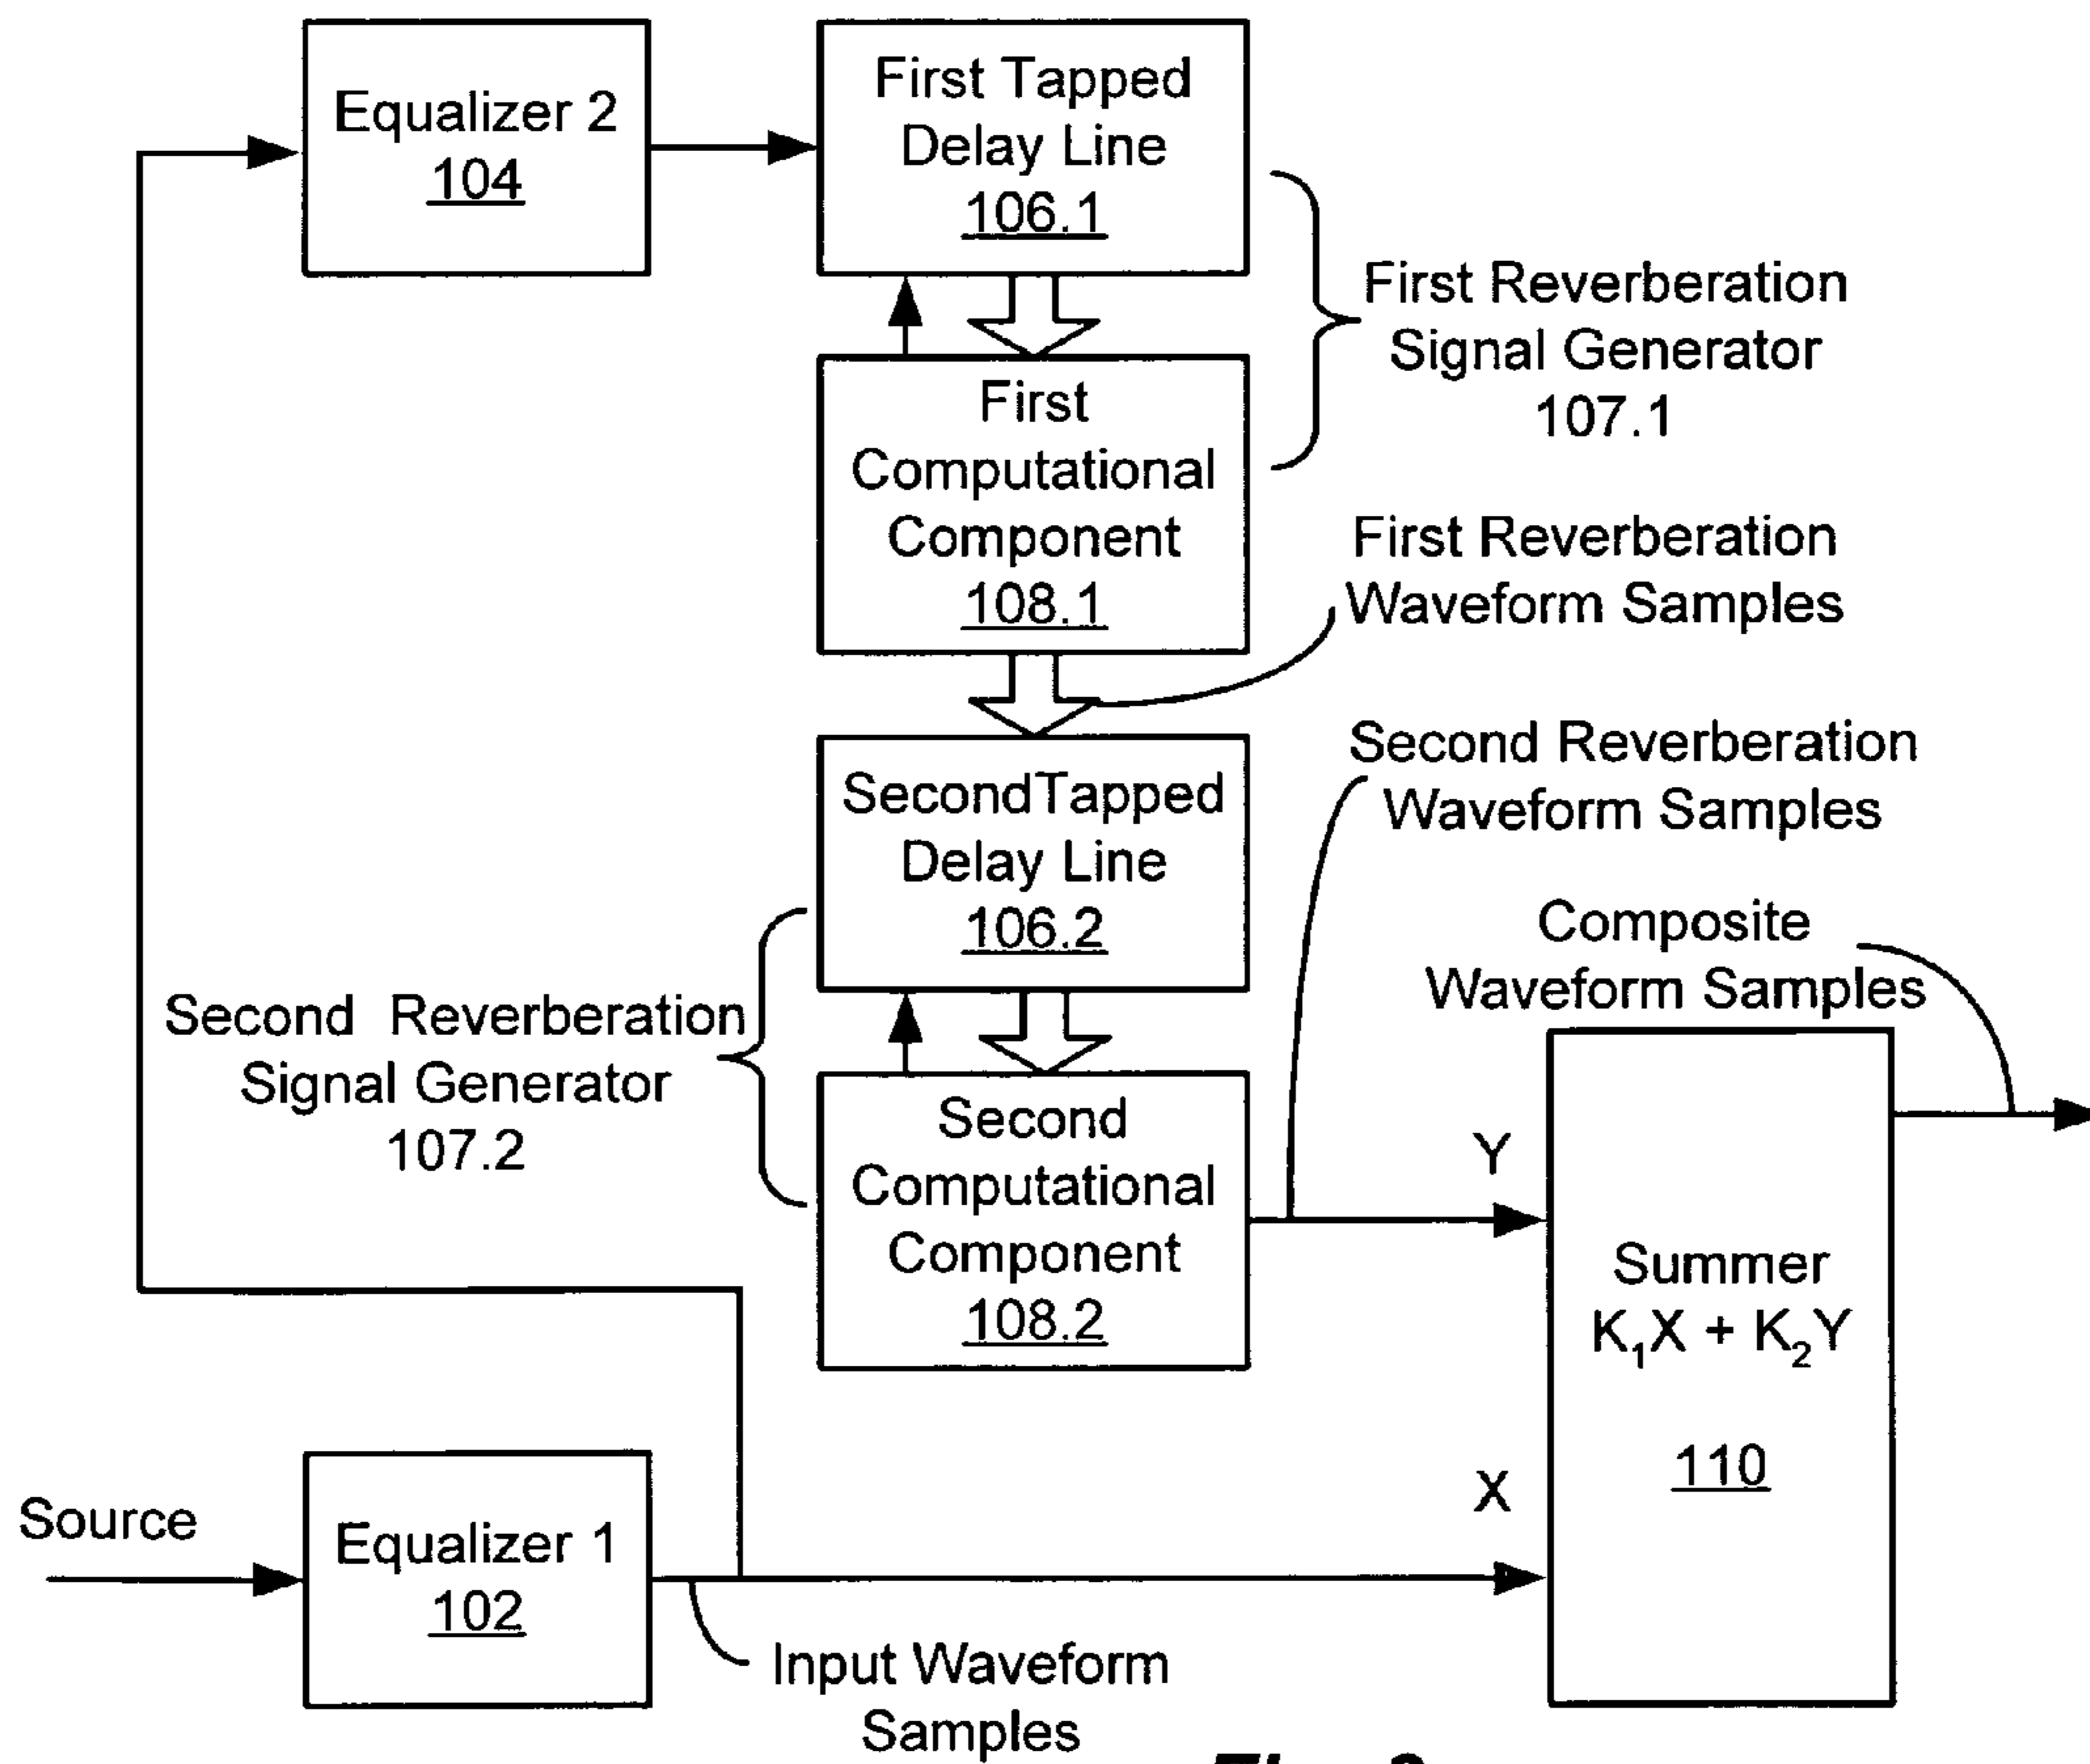 Equalizer 2
104
First Tapped
Delay Line
106.1
First Reverberation
Signal Generator
107.1
First
Computational
Component
108.1
First Reverberation
Waveform Samples
SecondTapped
Delay Line
106.2
Second Reverberation
Waveform Samples
Composite
Waveform Samples
Second Reverberation
Signal Generator
107.2
Second
Computational
Component
108.2
Y
Summer
K₁X + K₂Y
110
X
Source
Equalizer 1
102
Input Waveform
Samples